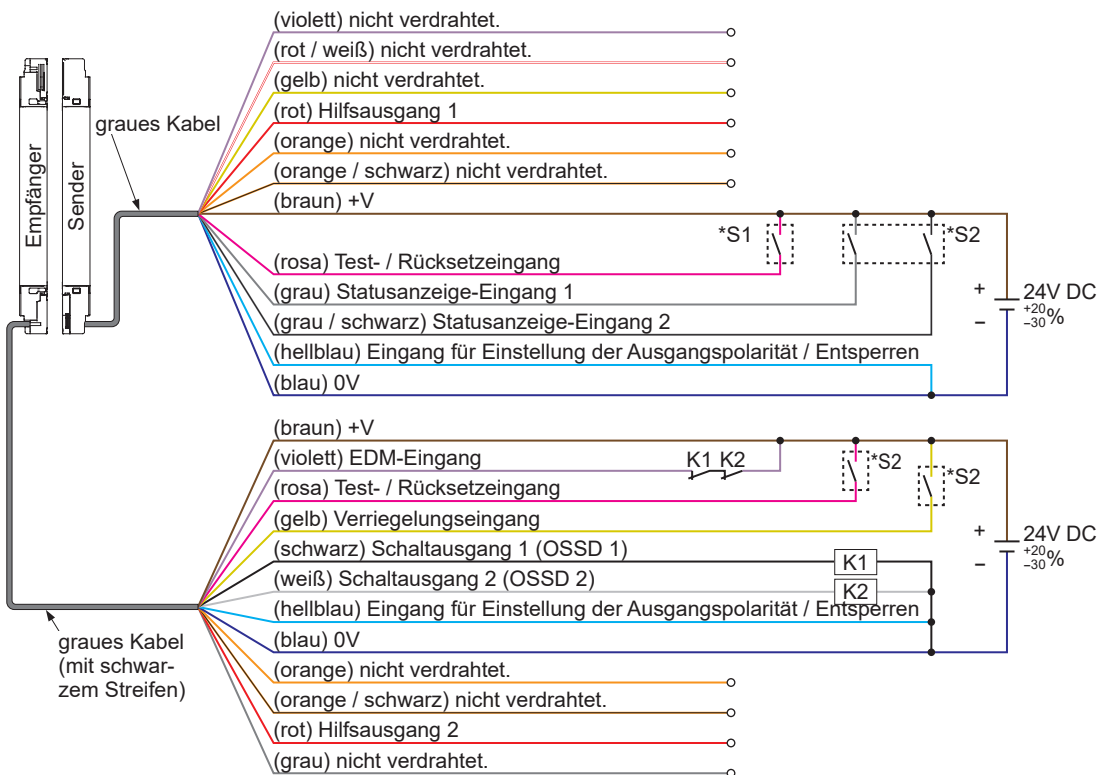 (violett) nicht verdrahtet.
(rot / weiß) nicht verdrahtet.
(gelb) nicht verdrahtet.
(rot) Hilfsausgang 1
(orange) nicht verdrahtet.
(orange / schwarz) nicht verdrahtet.
(braun) +V
graues Kabel
Empfänger
Sender
*S1
*S2
(rosa) Test- / Rücksetzeingang
(grau) Statusanzeige-Eingang 1
(grau / schwarz) Statusanzeige-Eingang 2
(hellblau) Eingang für Einstellung der Ausgangspolarität / Entsperren
(blau) 0V
+
24V DC
+20
−30 %
−
(braun) +V
(violett) EDM-Eingang
K1 K2
*S2
*S2
(rosa) Test- / Rücksetzeingang
(gelb) Verriegelungseingang
(schwarz) Schaltausgang 1 (OSSD 1)
K1
(weiß) Schaltausgang 2 (OSSD 2)
K2
(hellblau) Eingang für Einstellung der Ausgangspolarität / Entsperren
(blau) 0V
+
24V DC
+20
−30 %
−
graues Kabel
(mit schwar-
zem Streifen)
(orange) nicht verdrahtet.
(orange / schwarz) nicht verdrahtet.
(rot) Hilfsausgang 2
(grau) nicht verdrahtet.